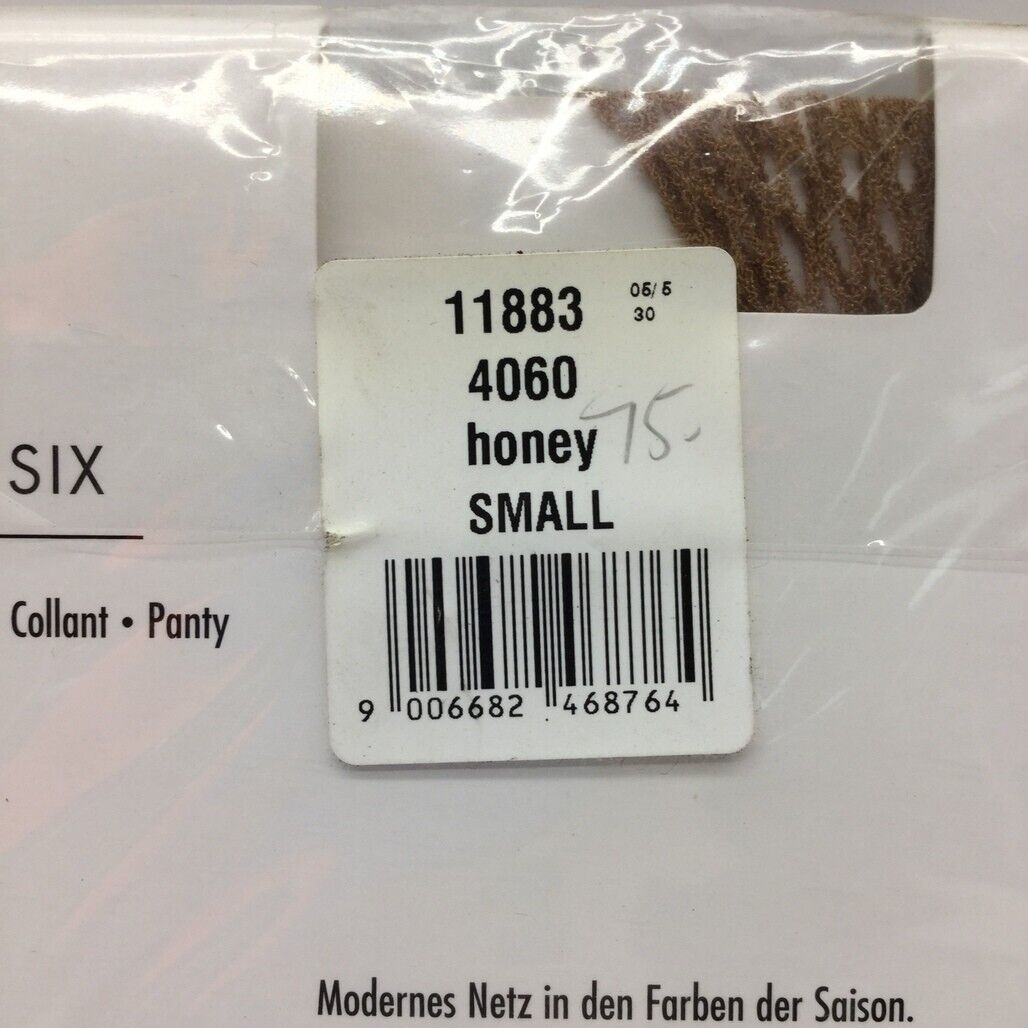 11883 05/5
30
4060
honey 75.
SMALL
SIX
Collant • Panty
9 006682 468764
Modernes Netz in den Farben der Saison.